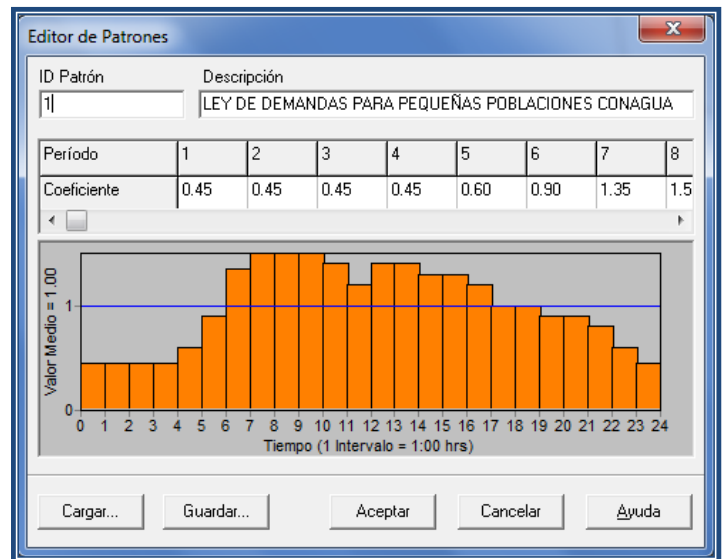 Editor de Patrones
ID Patrón Descripción
1 LEY DE DEMANDAS PARA PEQUEÑAS POBLACIONES CONAGUA
Período 1 2 3 4 5 6 7 8
Coeficiente 0.45 0.45 0.45 0.45 0.60 0.90 1.35 1.5
Valor Medio = 1.00
1
0
0 1 2 3 4 5 6 7 8 9 10 11 12 13 14 15 16 17 18 19 20 21 22 23 24
Tiempo (1 Intervalo = 1:00 hrs)
Cargar... Guardar... Aceptar Cancelar Ayuda